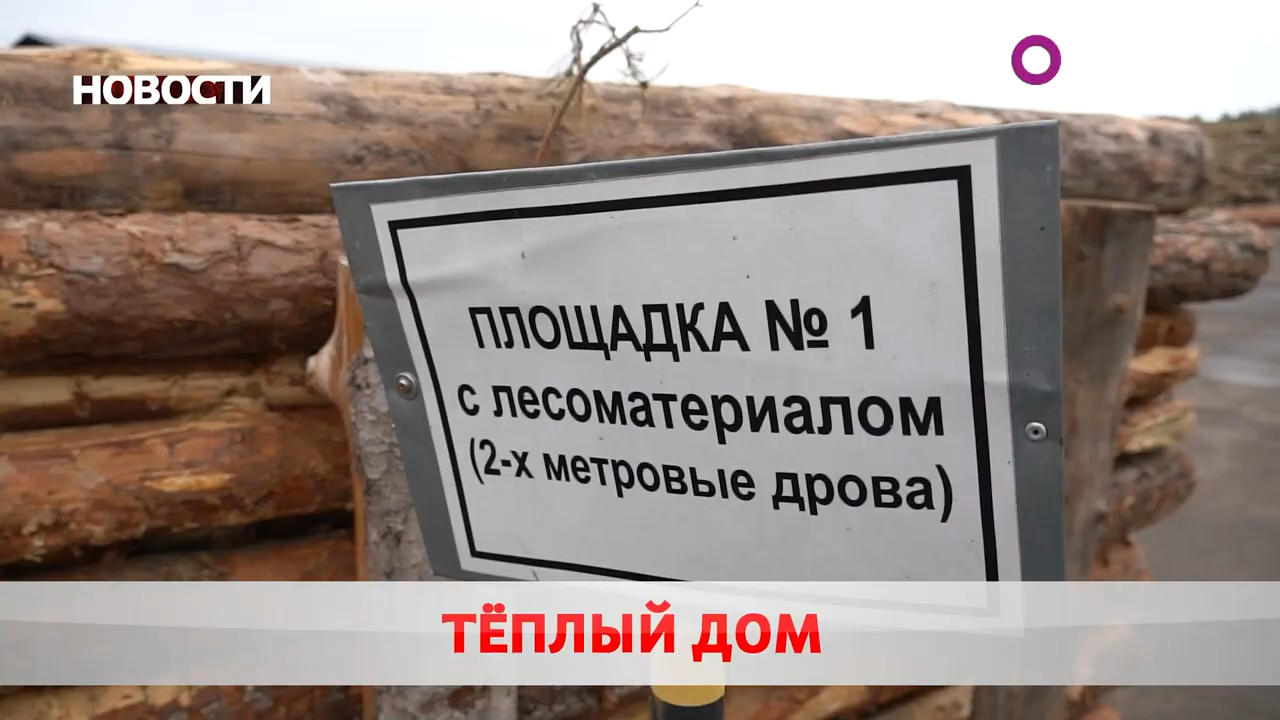 НОВОСТИ
ПЛОЩАДКА № 1
с лесоматериалом
(2-х метровые дрова)
ТЁПЛЫЙ ДОМ